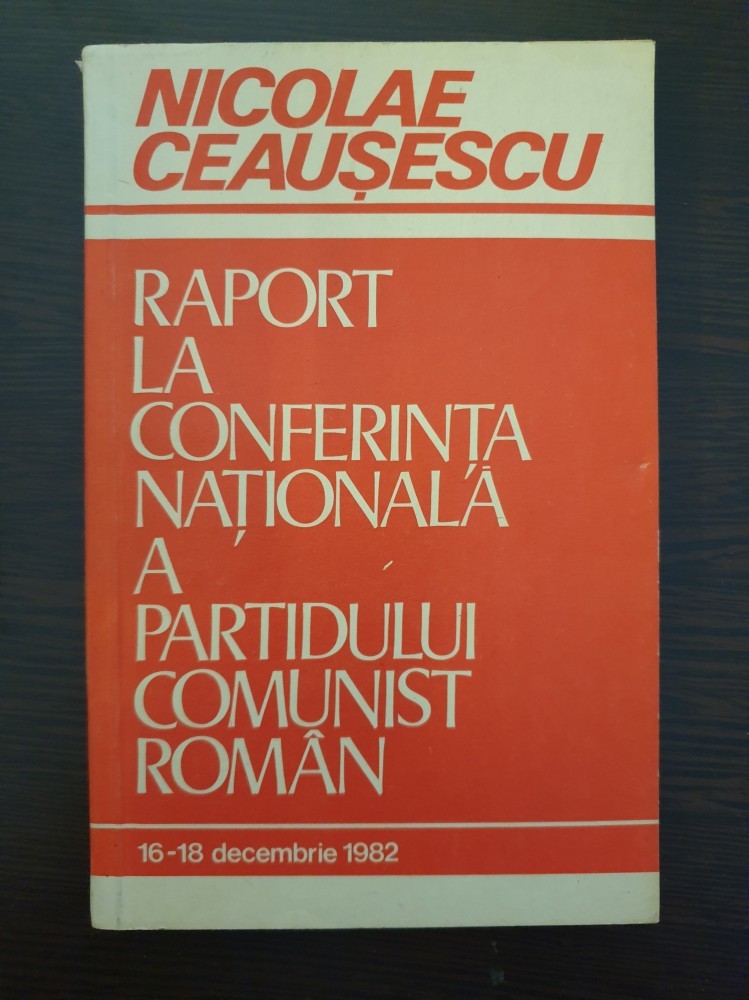 NICOLAE
CEAUȘESCU
RAPORT
LA
CONFERINȚA
NAȚIONALĂ
A
PARTIDULUI
COMUNIST
ROMÂN
16-18 decembrie 1982